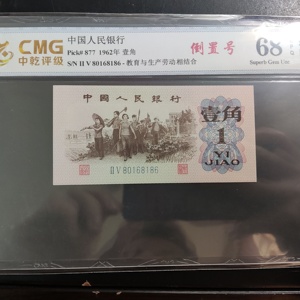 CMG
中乾评级
中国人民银行
Pick# 877 1962年 壹角
S/N II V 80168186 - 教育与生产劳动相结合
倒置号
68
Superb Gem Unc
中国人民银行
壹角
1
YI
JIAO
II V 80168186